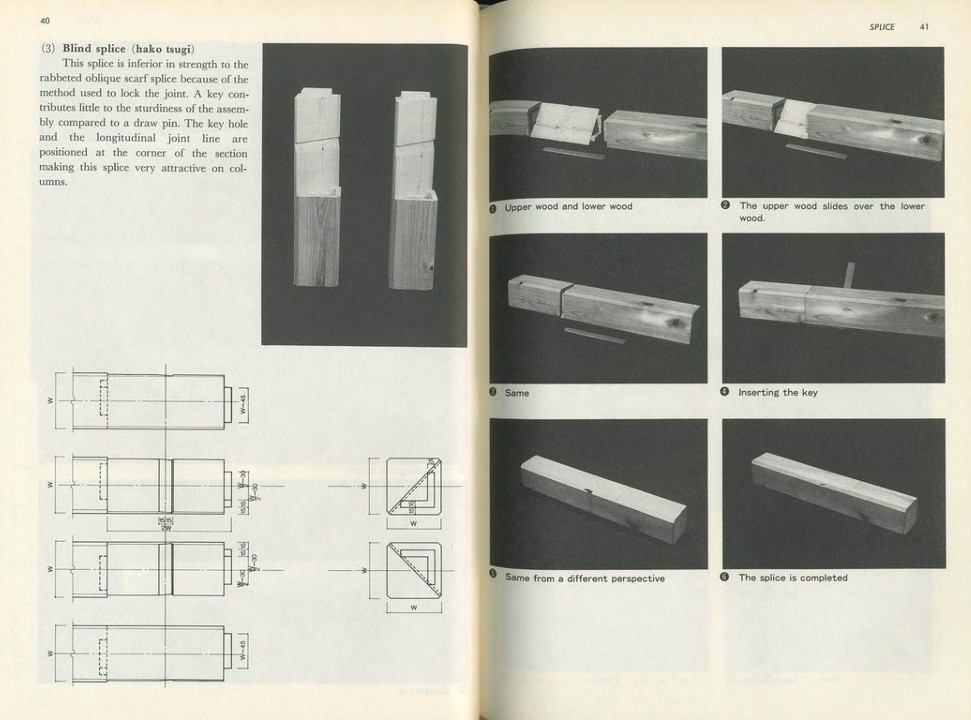 40
(3) Blind splice (hako tsugi)
This splice is inferior in strength to the
rabbeted oblique scarf splice because of the
method used to lock the joint. A key con-
tributes little to the sturdiness of the assem-
bly compared to a draw pin. The key hole
and the longitudinal joint line are
positioned at the corner of the section
making this splice very attractive on col-
umns.
W
W-45
W
15 15
2W
W
W
W
W
W
W
W-45
SPLICE 41
❶ Upper wood and lower wood
❷ The upper wood slides over the lower
wood.
❸ Same
❹ Inserting the key
❺ Same from a different perspective
❻ The splice is completed